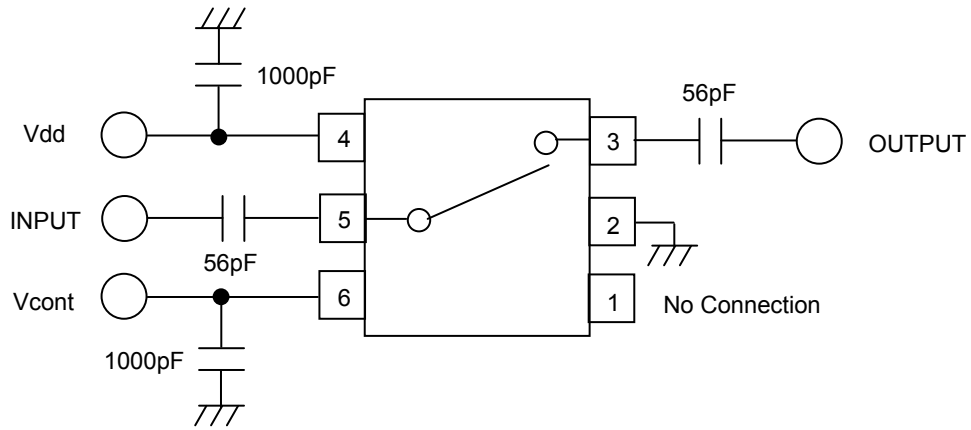 1000pF
56pF
Vdd
4
3
OUTPUT
INPUT
5
2
56pF
Vcont
6
1
No Connection
1000pF